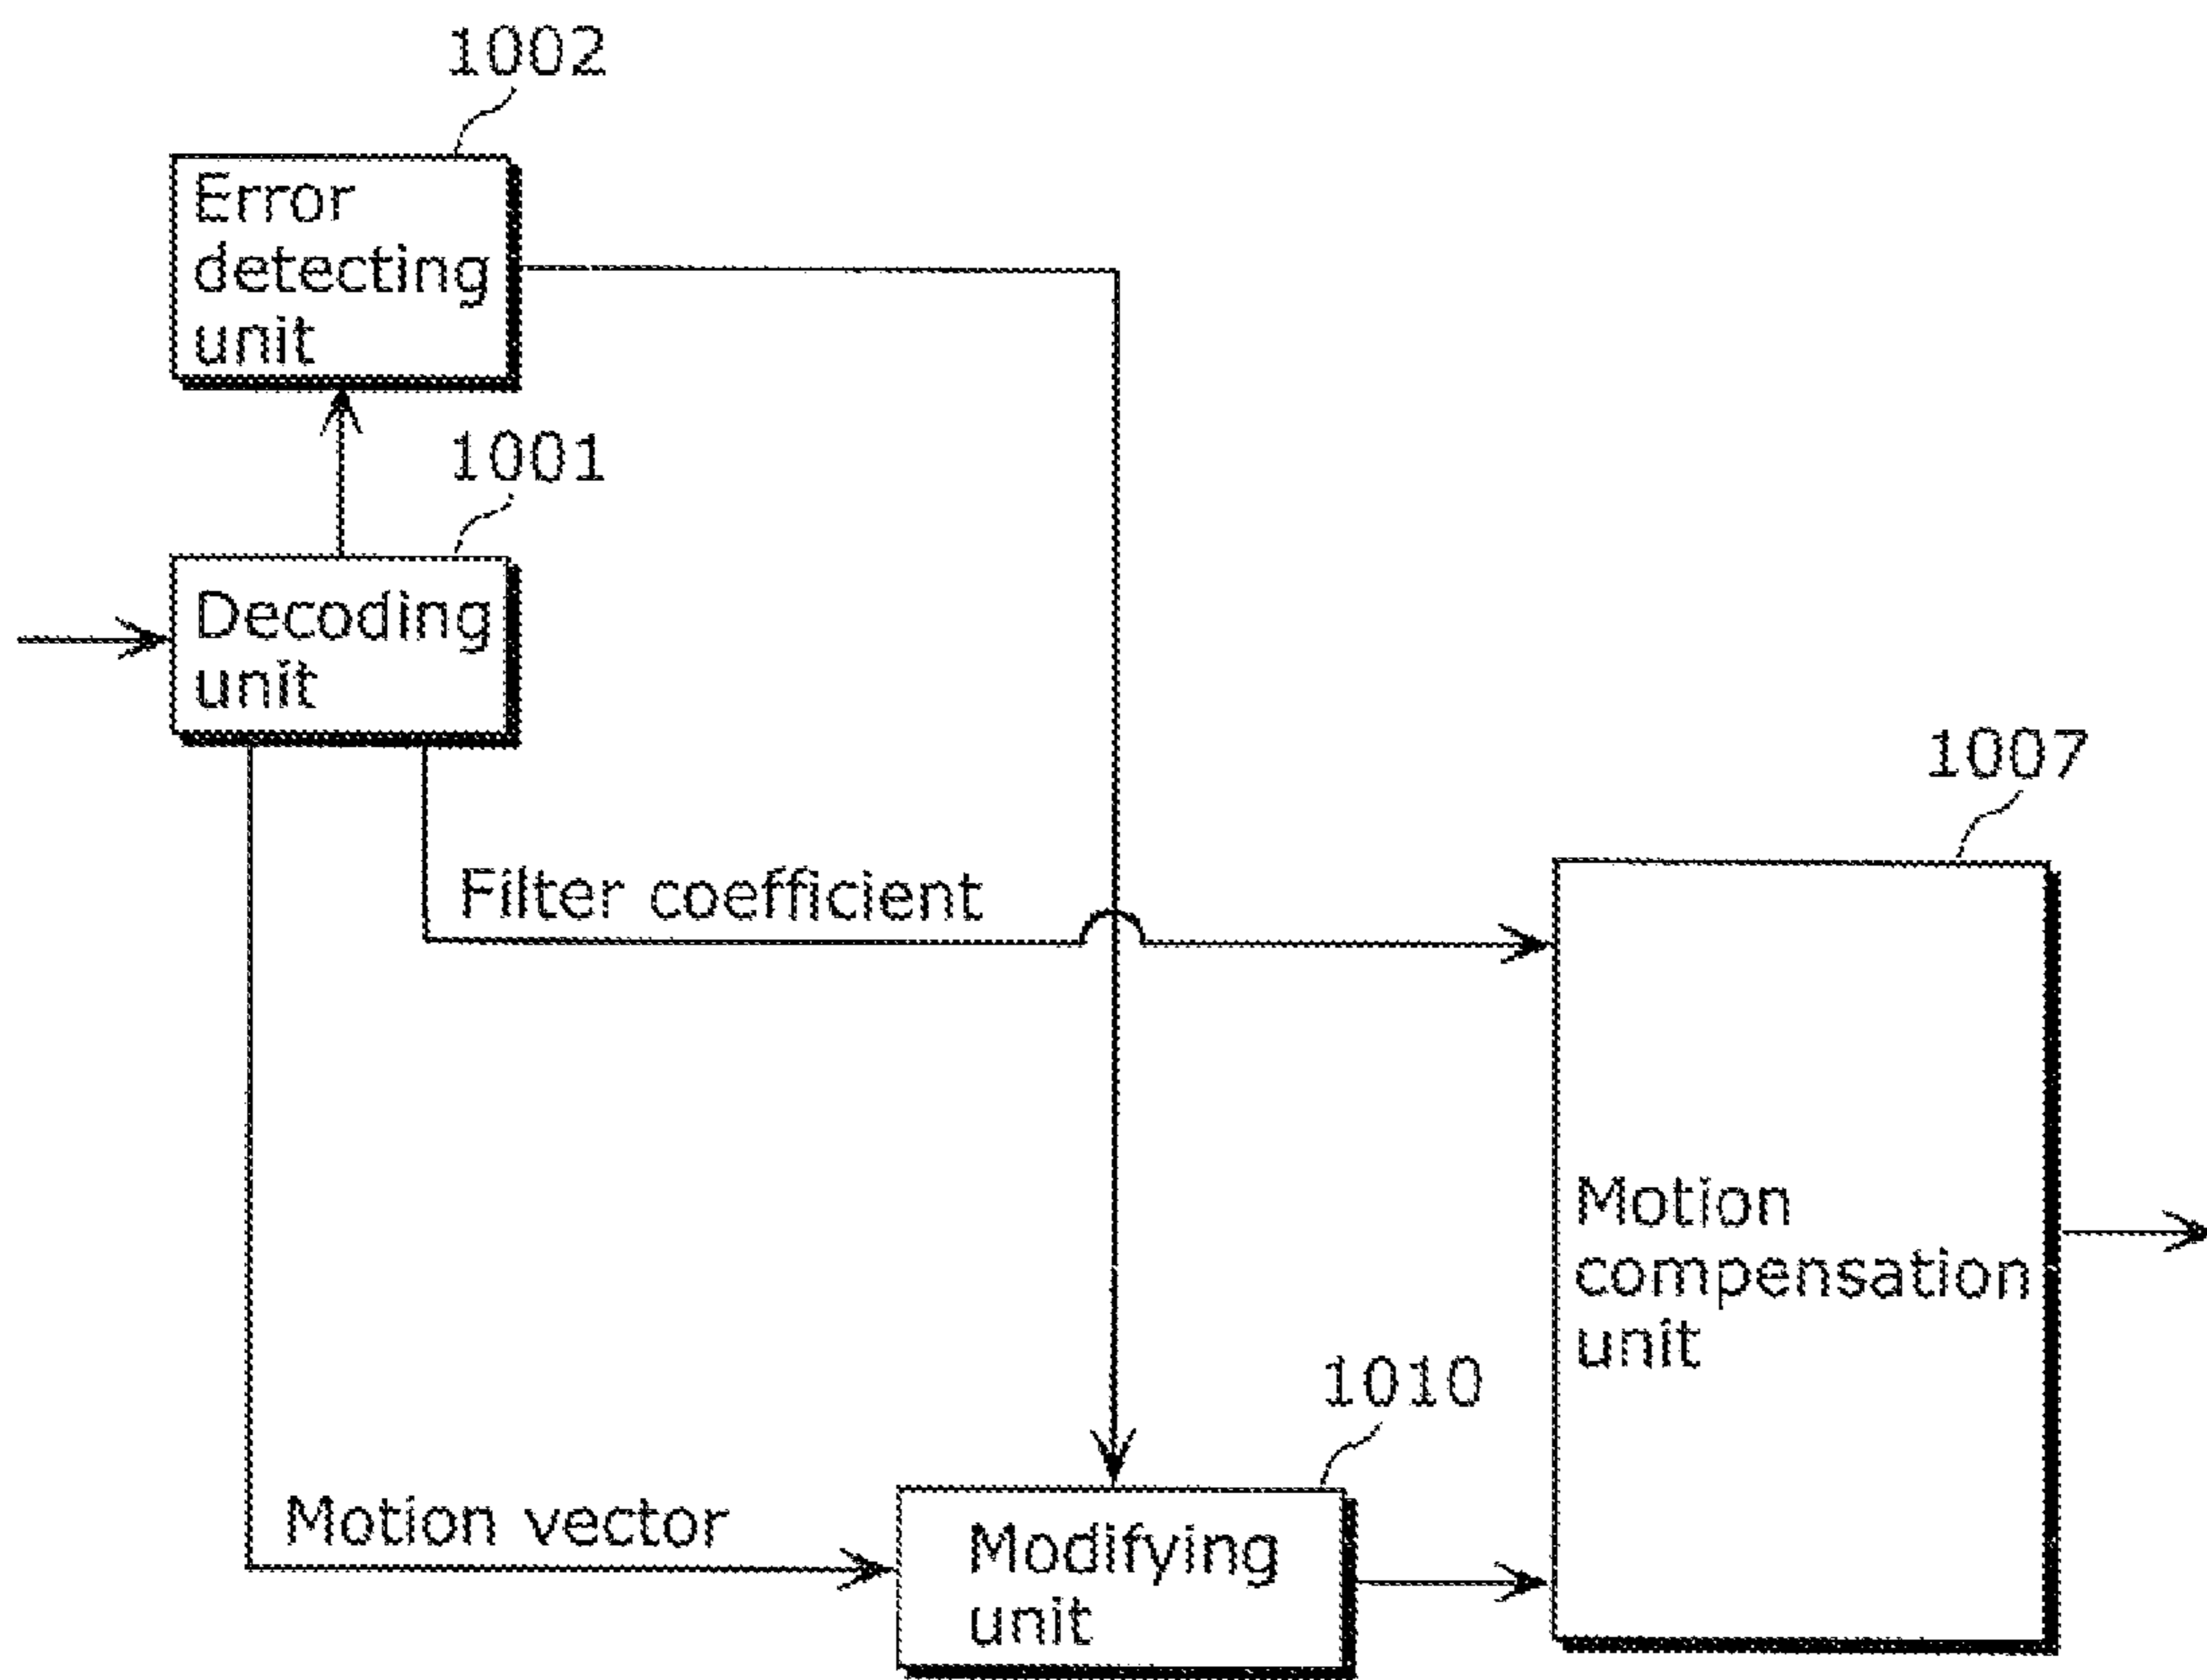 1002
Error
detecting
unit
1001
Decoding
unit
1007
Filter coefficient
Motion
compensation
unit
1010
Motion vector
Modifying
unit